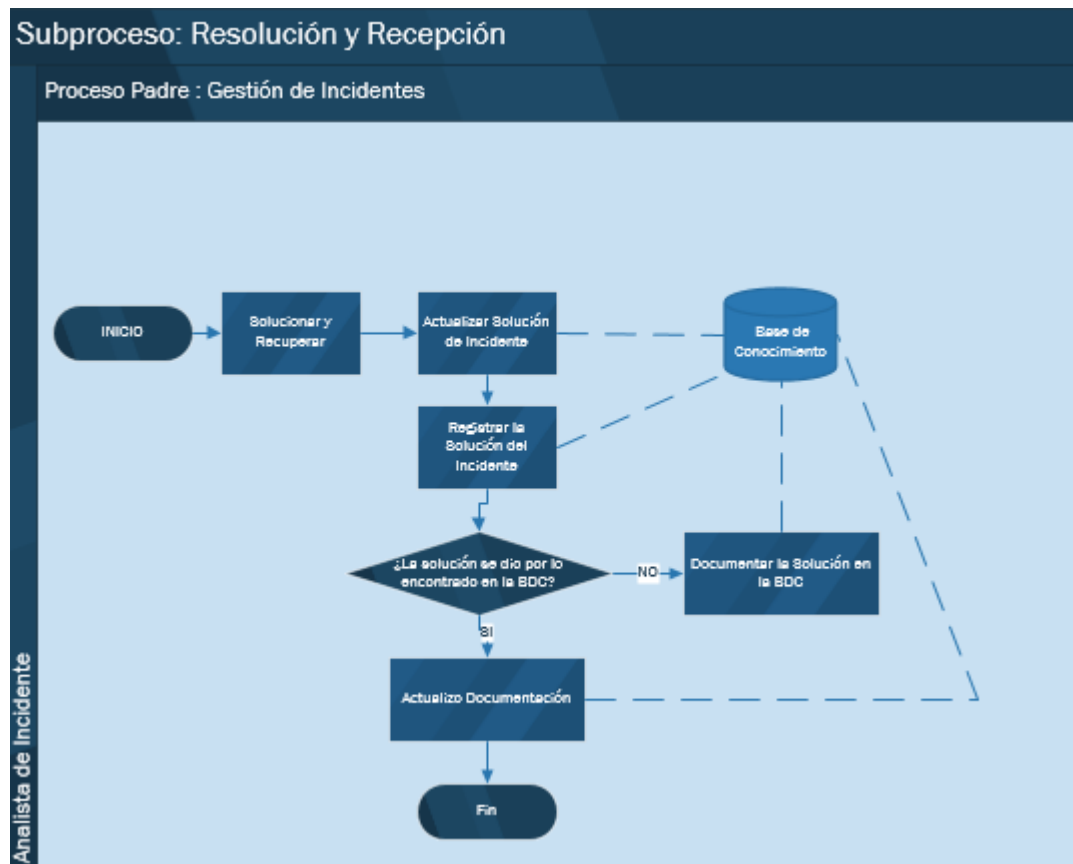 Subproceso: Resolución y Recepción
Proceso Padre : Gestión de Incidentes
Analista de Incidente
INICIO
Solucionar y
Recuperar
Actualizar Solución
de Incidente
Base de
Conocimiento
Registrar la
Solución del
Incidente
¿La solución se dio por lo
encontrado en la BDC?
NO
Documentar la Solución en
la BDC
SI
Actualizo Documentación
Fin